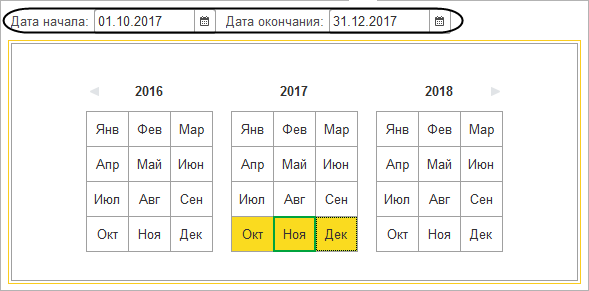 Дата начала: 01.10.2017 Дата окончания: 31.12.2017
2016 2017 2018
Янв Фев Мар Янв Фев Мар Янв Фев Мар
Апр Май Июн Апр Май Июн Апр Май Июн
Июл Авг Сен Июл Авг Сен Июл Авг Сен
Окт Ноя Дек Окт Ноя Дек Окт Ноя Дек